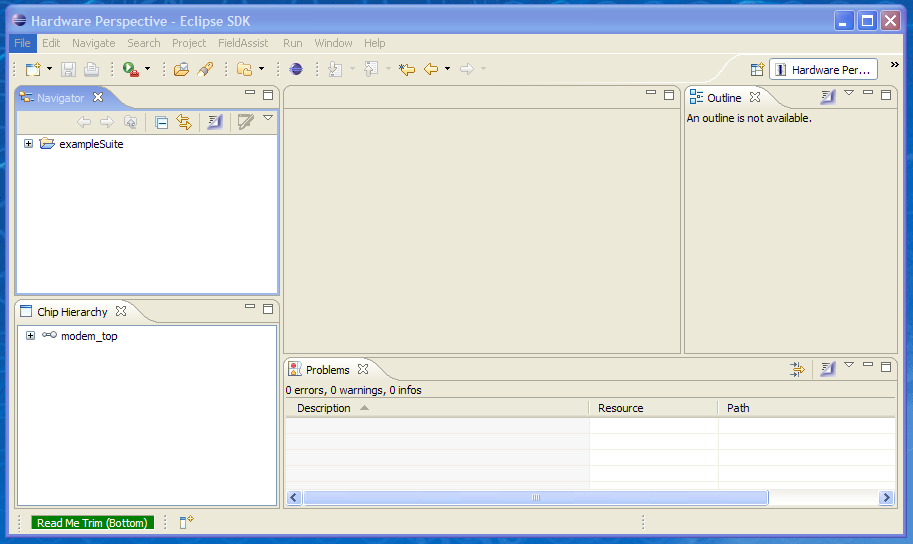 Hardware Perspective - Eclipse SDK
File Edit Navigate Search Project FieldAssist Run Window Help
Hardware Per... »
Navigator
exampleSuite
Outline
An outline is not available.
Chip Hierarchy
modem_top
Problems
0 errors, 0 warnings, 0 infos
Description Resource Path
Read Me Trim (Bottom)